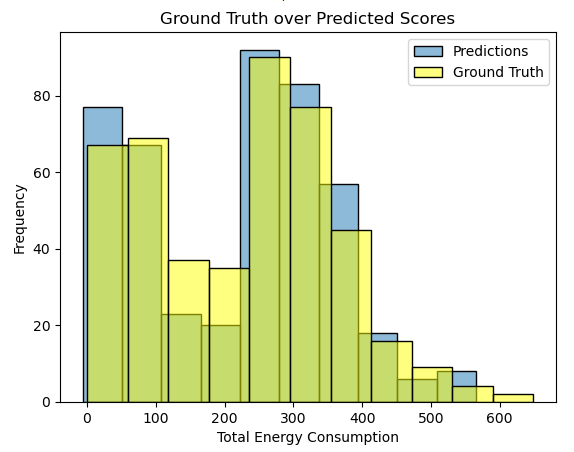 Ground Truth over Predicted Scores
Predictions
Ground Truth
80
60
40
20
0
Frequency
0 100 200 300 400 500 600
Total Energy Consumption